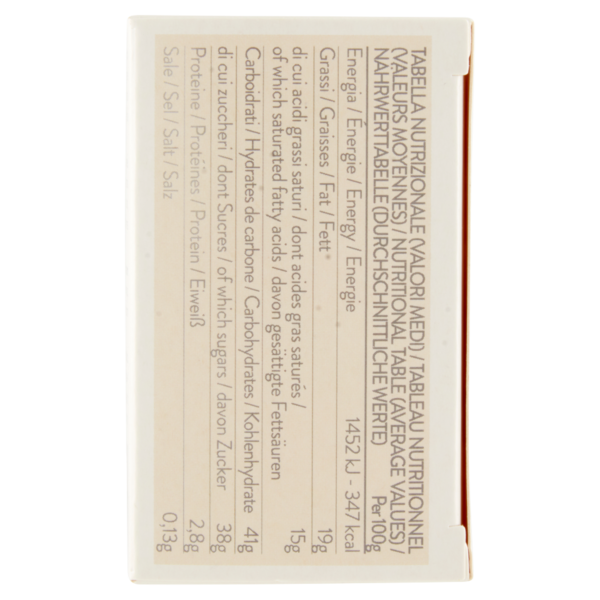 TABELLA NUTRIZIONALE (VALORI MEDI) / TABLEAU NUTRITIONNEL
(VALEURS MOYENNES) / NUTRITIONAL TABLE (AVERAGE VALUES) /
NÄHRWERTTABELLE (DURCHSCHNITTLICHE WERTE) Per 100g
Energia / Énergie / Energy / Energie 1452 kJ - 347 kcal
Grassi / Graisses / Fat / Fett* 19g
di cui acidi grassi saturi / dont acides gras saturés /
of which saturated fatty acids / davon gesättigte Fettsäuren 15g
Carboidrati / Hydrates de carbone / Carbohydrates / Kohlenhydrate 41g
di cui zuccheri / dont Sucres / of which sugars / davon Zucker 38g
Proteine / Protéines / Protein / Eiweiß 2,8g
Sale / Sel / Salt / Salz 0,13g